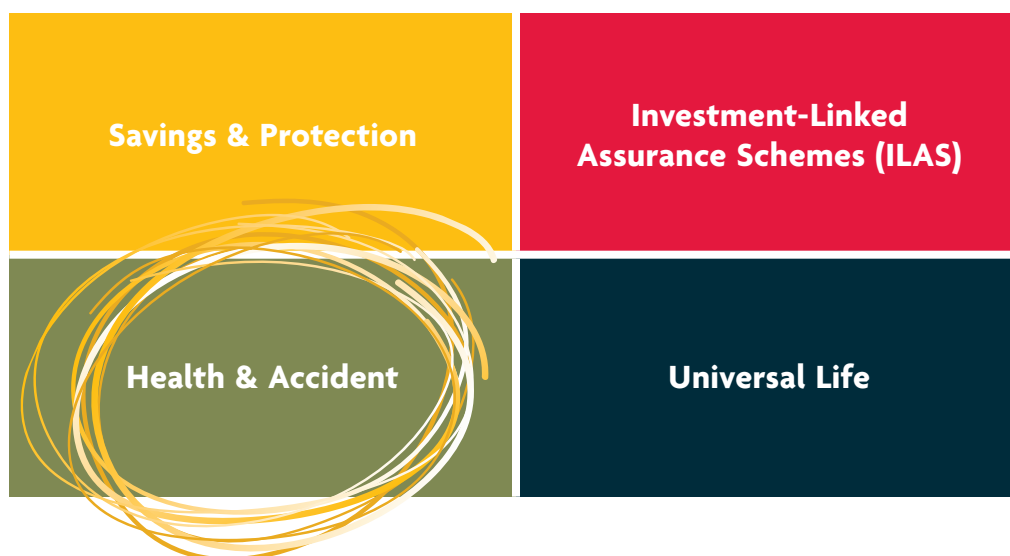 Savings & Protection
Investment-Linked
Assurance Schemes (ILAS)
Health & Accident
Universal Life